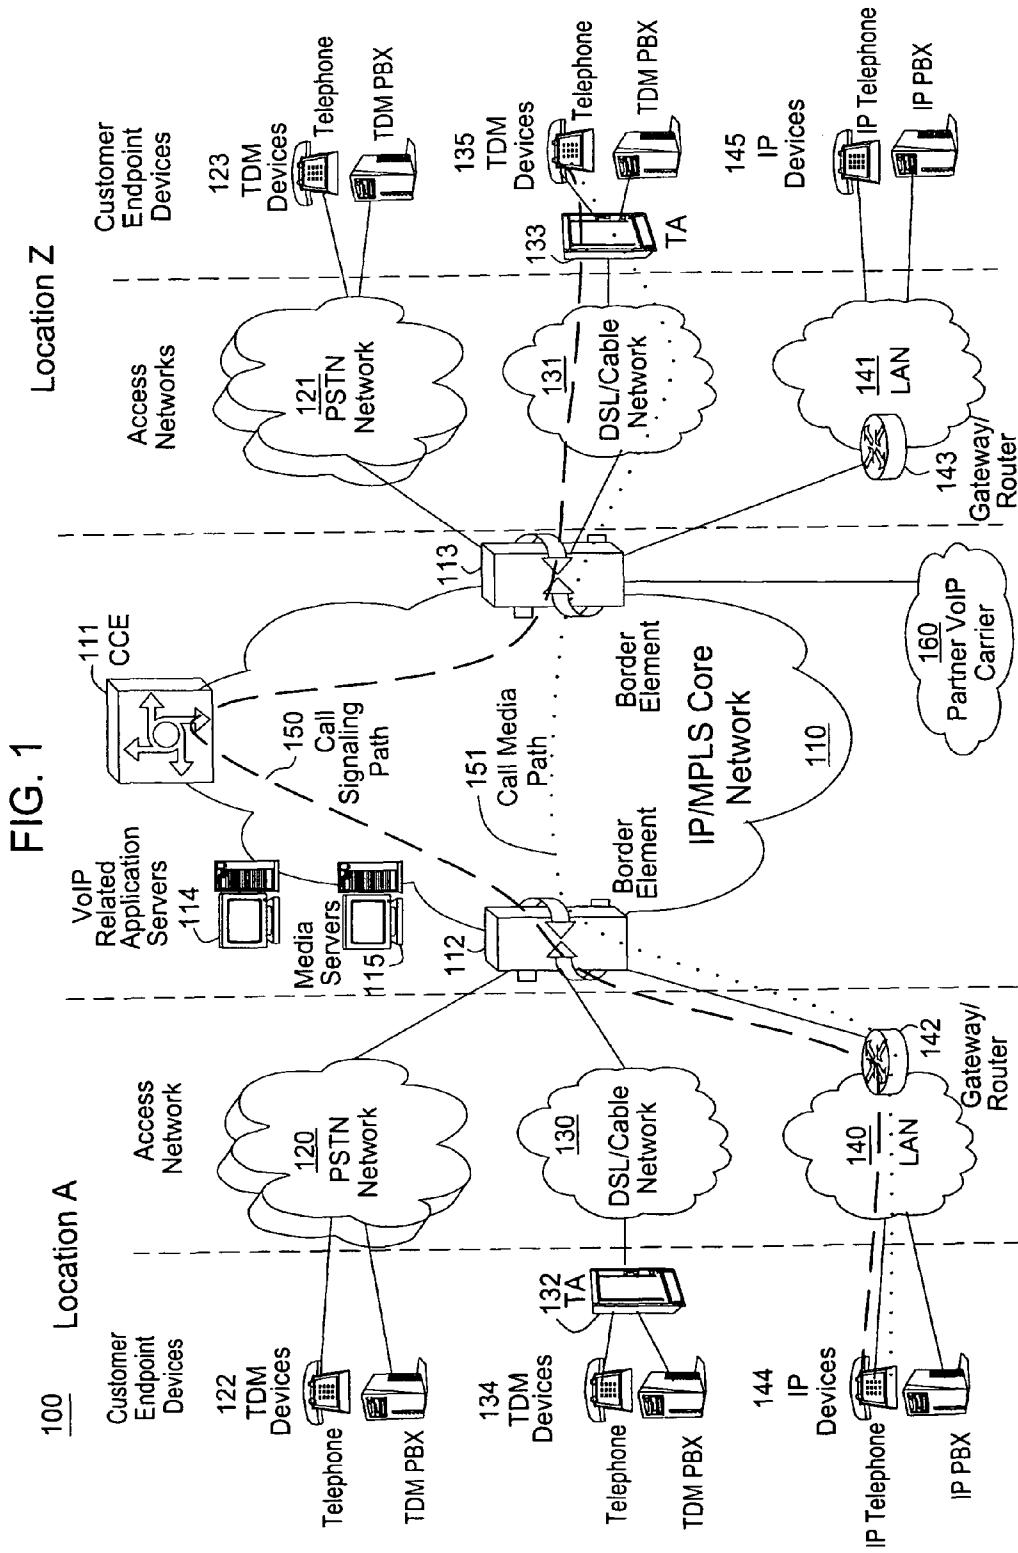 FIG. 1
100
Location A
Location Z
Customer
Endpoint
Devices
Access
Network
VoIP
Related
Application
Servers
114
111
CCE
Access
Networks
Customer
Endpoint
Devices
122
TDM
Devices
Telephone
TDM PBX
120
PSTN
Network
Media
Servers
115
112
150
Call
Signaling
Path
113
121
PSTN
Network
123
TDM
Devices
Telephone
TDM PBX
134
TDM
Devices
Telephone
TDM PBX
132
TA
130
DSL/Cable
Network
151
Call Media
Path
Border
Element
Border
Element
IP/MPLS Core
Network
110
131
DSL/Cable
Network
133
TA
135
TDM
Devices
Telephone
TDM PBX
144
IP
Devices
IP Telephone
IP PBX
140
LAN
142
Gateway/
Router
160
Partner VoIP
Carrier
143
Gateway/
Router
141
LAN
145
IP
Devices
IP Telephone
IP PBX